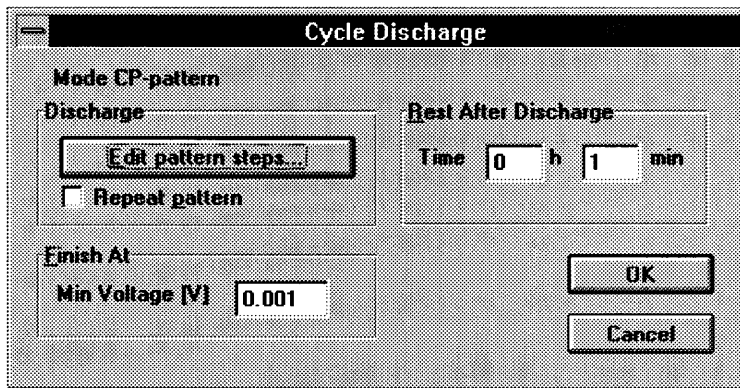 Cycle Discharge
Mode CP-pattern
Discharge
Edit pattern steps...
Repeat pattern
Rest After Discharge
Time 0 h 1 min
Finish At
Min Voltage [V] 0.001
OK
Cancel